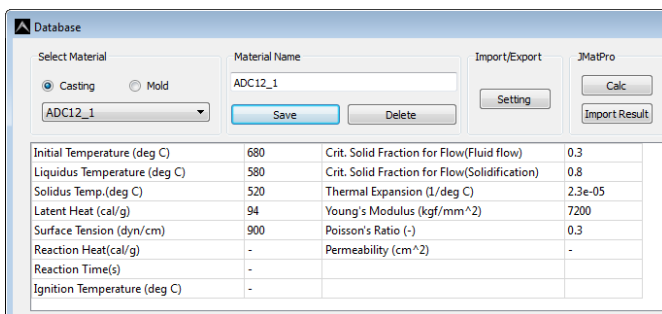 Database
Select Material
Material Name
Import/Export
JMatPro
Casting
Mold
ADC12_1
Setting
Calc
ADC12_1
Save
Delete
Import Result
Initial Temperature (deg C) 680 Crit. Solid Fraction for Flow(Fluid flow) 0.3
Liquidus Temperature (deg C) 580 Crit. Solid Fraction for Flow(Solidification) 0.8
Solidus Temp.(deg C) 520 Thermal Expansion (1/deg C) 2.3e-05
Latent Heat (cal/g) 94 Young's Modulus (kgf/mm^2) 7200
Surface Tension (dyn/cm) 900 Poisson's Ratio (-) 0.3
Reaction Heat(cal/g) - Permeability (cm^2) -
Reaction Time(s) -
Ignition Temperature (deg C) -